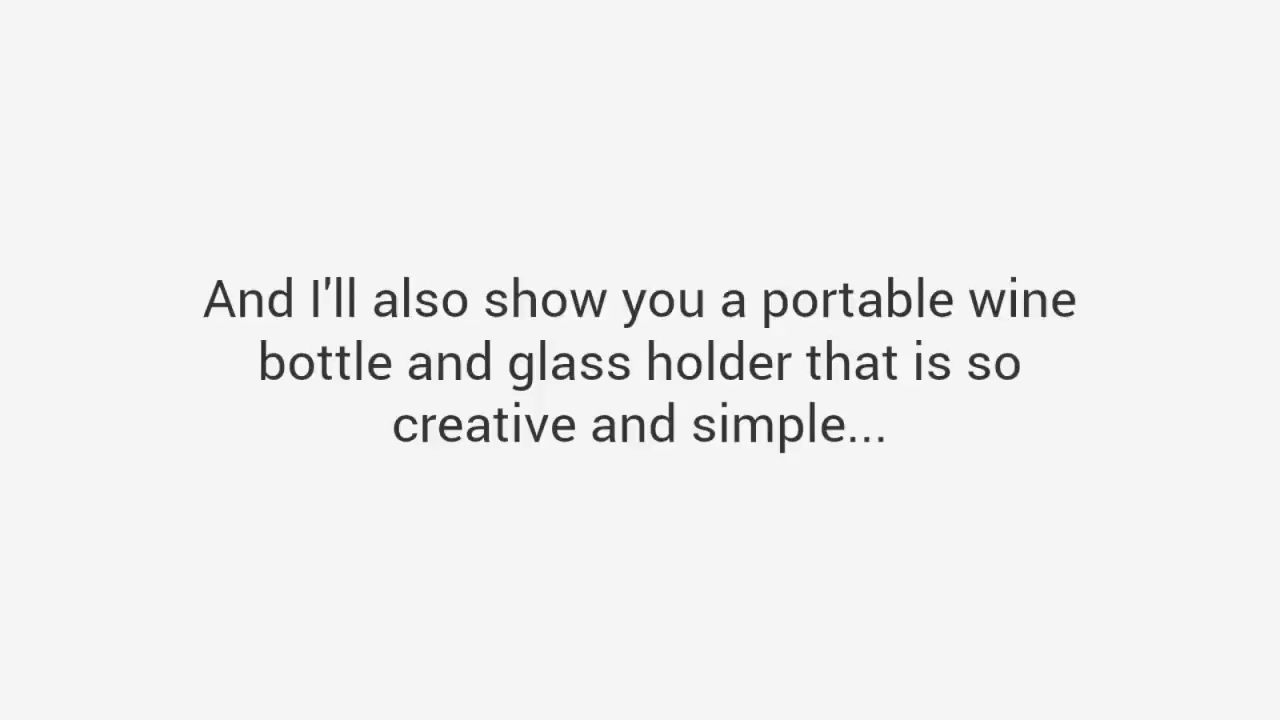 And I'll also show you a portable wine
bottle and glass holder that is so
creative and simple...